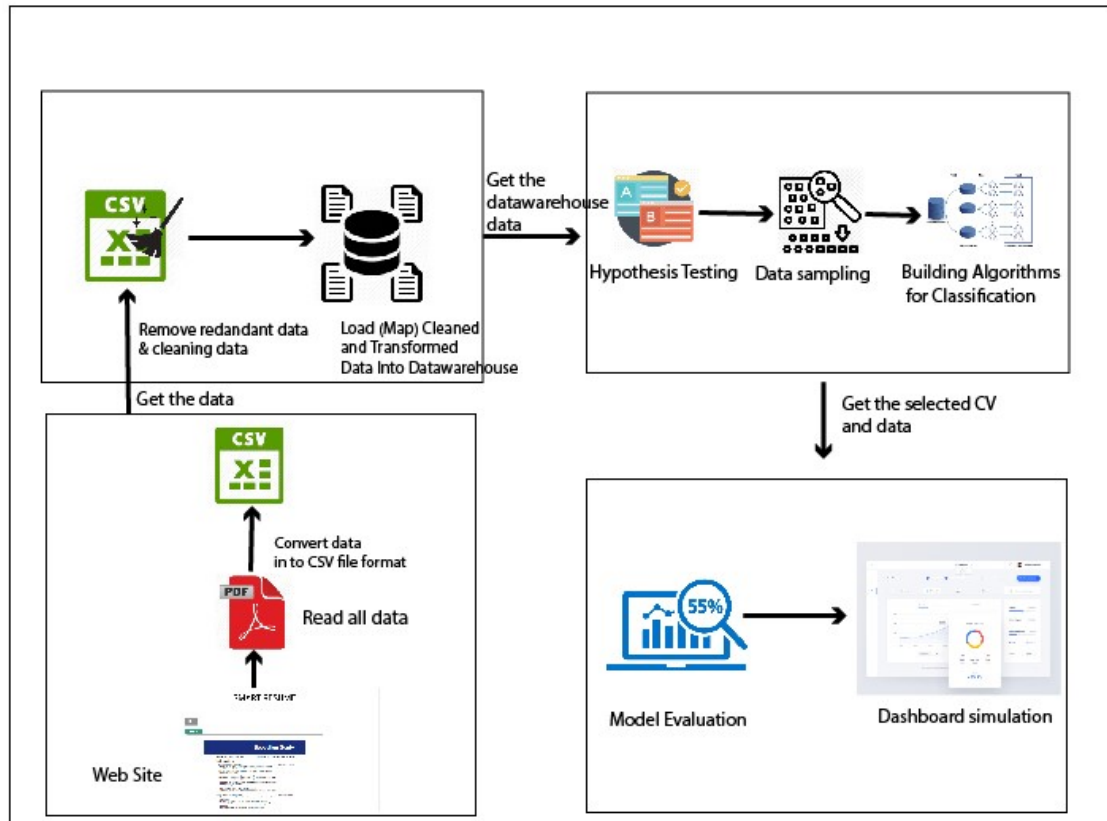 CSV
Remove redandant data
& cleaning data
Load (Map) Cleaned
and Transformed
Data Into Datawarehouse
Get the
datawarehouse
data
A
B
Hypothesis Testing
Data sampling
Building Algorithms
for Classification
Get the data
CSV
Convert data
in to CSV file format
PDF
Read all data
SMART RESUME
Web Site
Get the selected CV
and data
55%
Model Evaluation
Dashboard simulation